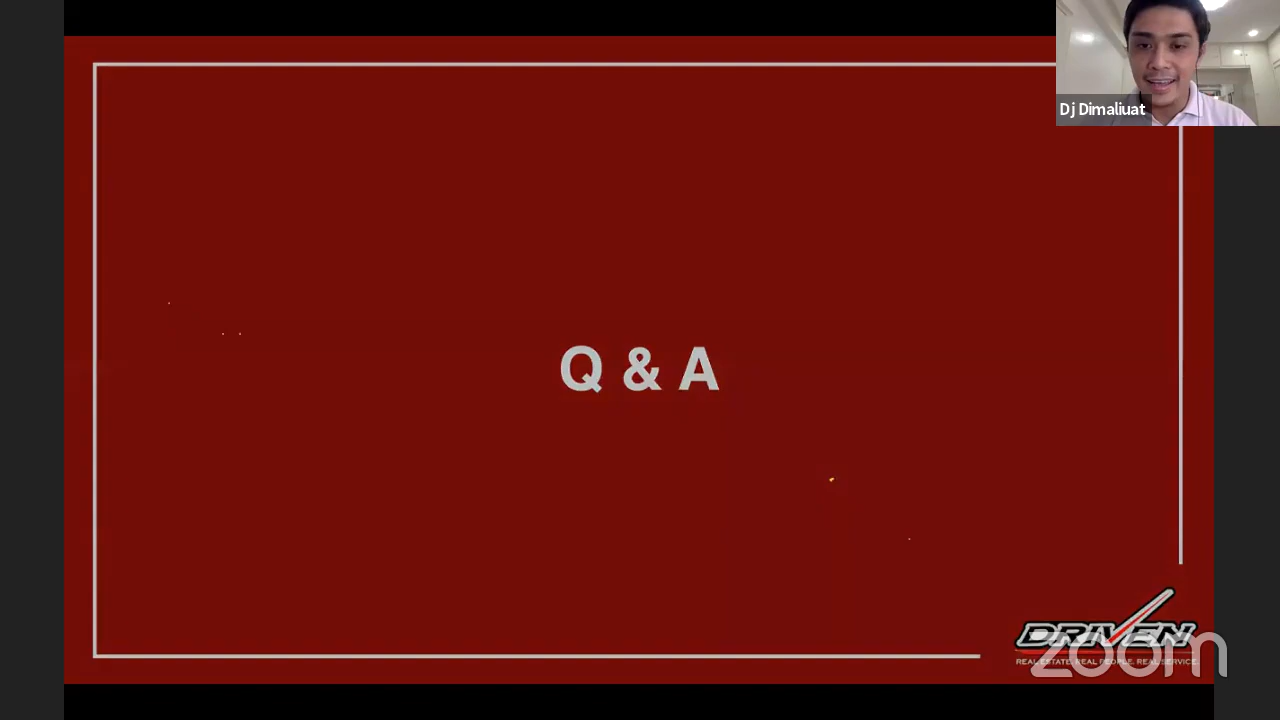 Dj Dimaliuat
Q & A
DRIVEN
REAL ESTATE. REAL PEOPLE. REAL SERVICE.
zoom